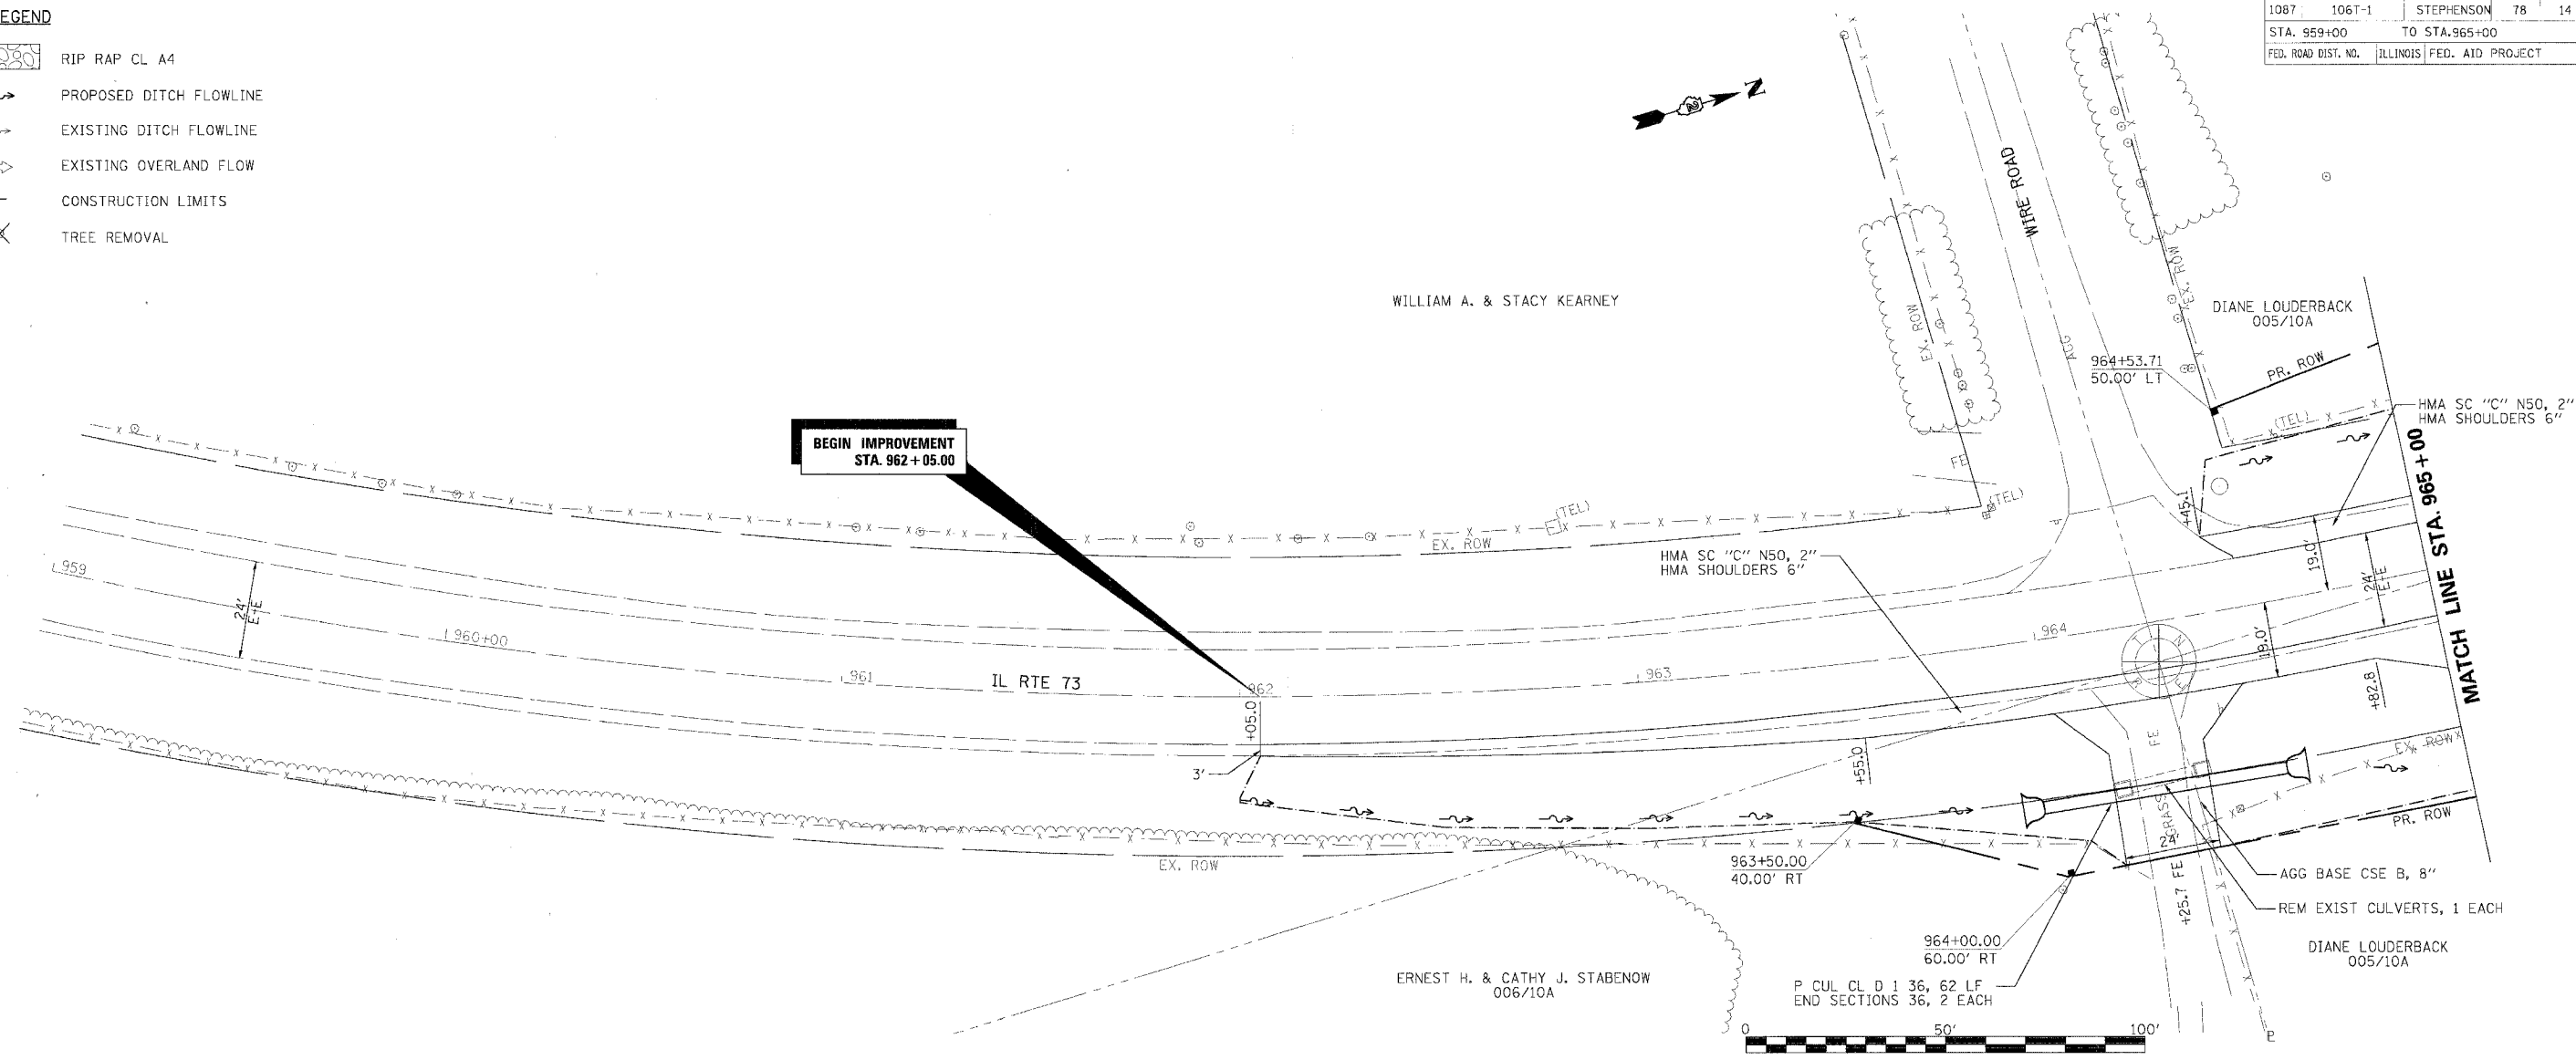 EGEND
RIP RAP CL A4
PROPOSED DITCH FLOWLINE
EXISTING DITCH FLOWLINE
EXISTING OVERLAND FLOW
CONSTRUCTION LIMITS
TREE REMOVAL
1087 106T-1 STEPHENSON 78 14
STA. 959+00 TO STA.965+00
FED. ROAD DIST. NO. ILLINOIS FED. AID PROJECT
N
WIRE ROAD
WILLIAM A. & STACY KEARNEY
EX. ROW
EX. ROW
AGG
DIANE LOUDERBACK
005/10A
964+53.71
50.00' LT
PR. ROW
(TEL)
HMA SC "C" N50, 2"
HMA SHOULDERS 6"
BEGIN IMPROVEMENT
STA. 962+05.00
FE
(TEL)
(TEL)
EX. ROW
+45.1
19.0'
24'
E-E
MATCH LINE STA. 965+00
HMA SC "C" N50, 2"
HMA SHOULDERS 6"
959
24'
E-E
960+00
961
IL RTE 73
962
963
964
19.0'
+05.0
3'
+55.0
+82.8
EX. ROW
FE
GRASS
24'
PR. ROW
EX. ROW
963+50.00
40.00' RT
+25.7 FE
AGG BASE CSE B, 8"
REM EXIST CULVERTS, 1 EACH
964+00.00
60.00' RT
DIANE LOUDERBACK
005/10A
ERNEST H. & CATHY J. STABENOW
006/10A
P CUL CL D 1 36, 62 LF
END SECTIONS 36, 2 EACH
0 50' 100'